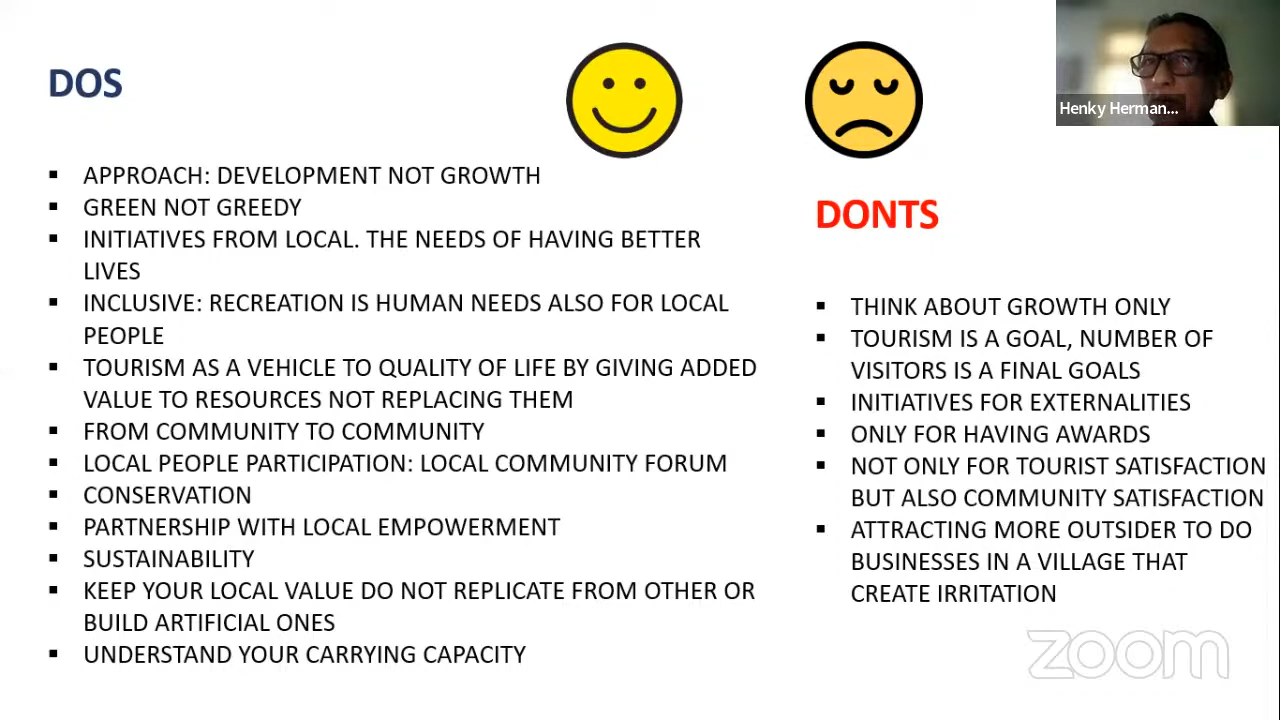 DOS
APPROACH: DEVELOPMENT NOT GROWTH
GREEN NOT GREEDY
INITIATIVES FROM LOCAL. THE NEEDS OF HAVING BETTER
LIVES
INCLUSIVE: RECREATION IS HUMAN NEEDS ALSO FOR LOCAL
PEOPLE
TOURISM AS A VEHICLE TO QUALITY OF LIFE BY GIVING ADDED
VALUE TO RESOURCES NOT REPLACING THEM
FROM COMMUNITY TO COMMUNITY
LOCAL PEOPLE PARTICIPATION: LOCAL COMMUNITY FORUM
CONSERVATION
PARTNERSHIP WITH LOCAL EMPOWERMENT
SUSTAINABILITY
KEEP YOUR LOCAL VALUE DO NOT REPLICATE FROM OTHER OR
BUILD ARTIFICIAL ONES
UNDERSTAND YOUR CARRYING CAPACITY
DONTS
THINK ABOUT GROWTH ONLY
TOURISM IS A GOAL, NUMBER OF
VISITORS IS A FINAL GOALS
INITIATIVES FOR EXTERNALITIES
ONLY FOR HAVING AWARDS
NOT ONLY FOR TOURIST SATISFACTION
BUT ALSO COMMUNITY SATISFACTION
ATTRACTING MORE OUTSIDER TO DO
BUSINESSES IN A VILLAGE THAT
CREATE IRRITATION
Henky Herman...
zoom